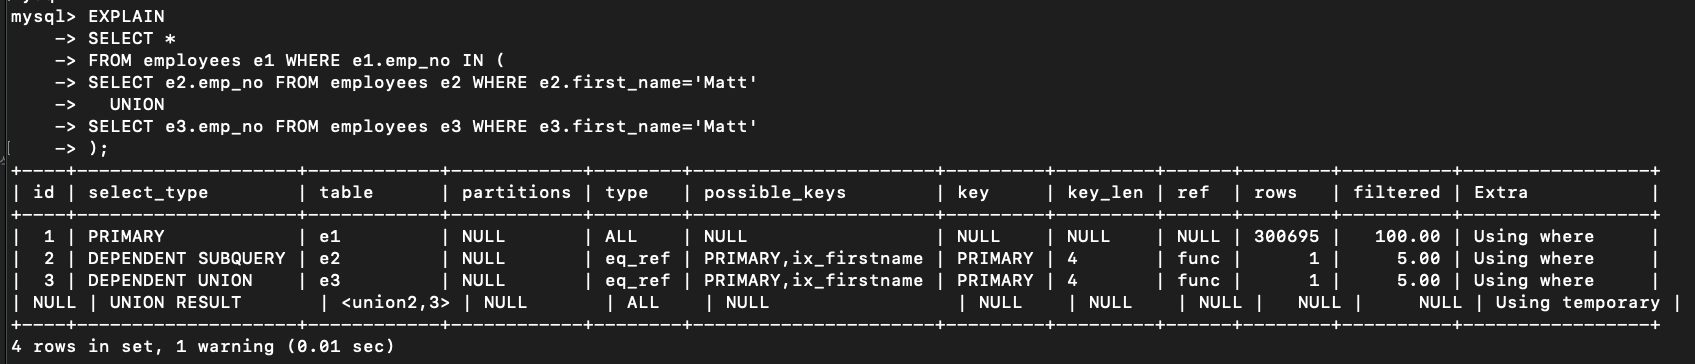 mysql> EXPLAIN
    -> SELECT *
    -> FROM employees e1 WHERE e1.emp_no IN (
    -> SELECT e2.emp_no FROM employees e2 WHERE e2.first_name='Matt'
    ->   UNION
    -> SELECT e3.emp_no FROM employees e3 WHERE e3.first_name='Matt'
    -> );
+----+--------------------+------------+------------+--------+----------------------+---------+---------+------+--------+----------+-----------------+
| id | select_type        | table      | partitions | type   | possible_keys        | key     | key_len | ref  | rows   | filtered | Extra           |
+----+--------------------+------------+------------+--------+----------------------+---------+---------+------+--------+----------+-----------------+
|  1 | PRIMARY            | e1         | NULL       | ALL    | NULL                 | NULL    | NULL    | NULL | 300695 |   100.00 | Using where     |
|  2 | DEPENDENT SUBQUERY | e2         | NULL       | eq_ref | PRIMARY,ix_firstname | PRIMARY | 4       | func |      1 |     5.00 | Using where     |
|  3 | DEPENDENT UNION    | e3         | NULL       | eq_ref | PRIMARY,ix_firstname | PRIMARY | 4       | func |      1 |     5.00 | Using where     |
| NULL | UNION RESULT       | <union2,3> | NULL       | ALL    | NULL                 | NULL    | NULL    | NULL |   NULL |     NULL | Using temporary |
+----+--------------------+------------+------------+--------+----------------------+---------+---------+------+--------+----------+-----------------+
4 rows in set, 1 warning (0.01 sec)